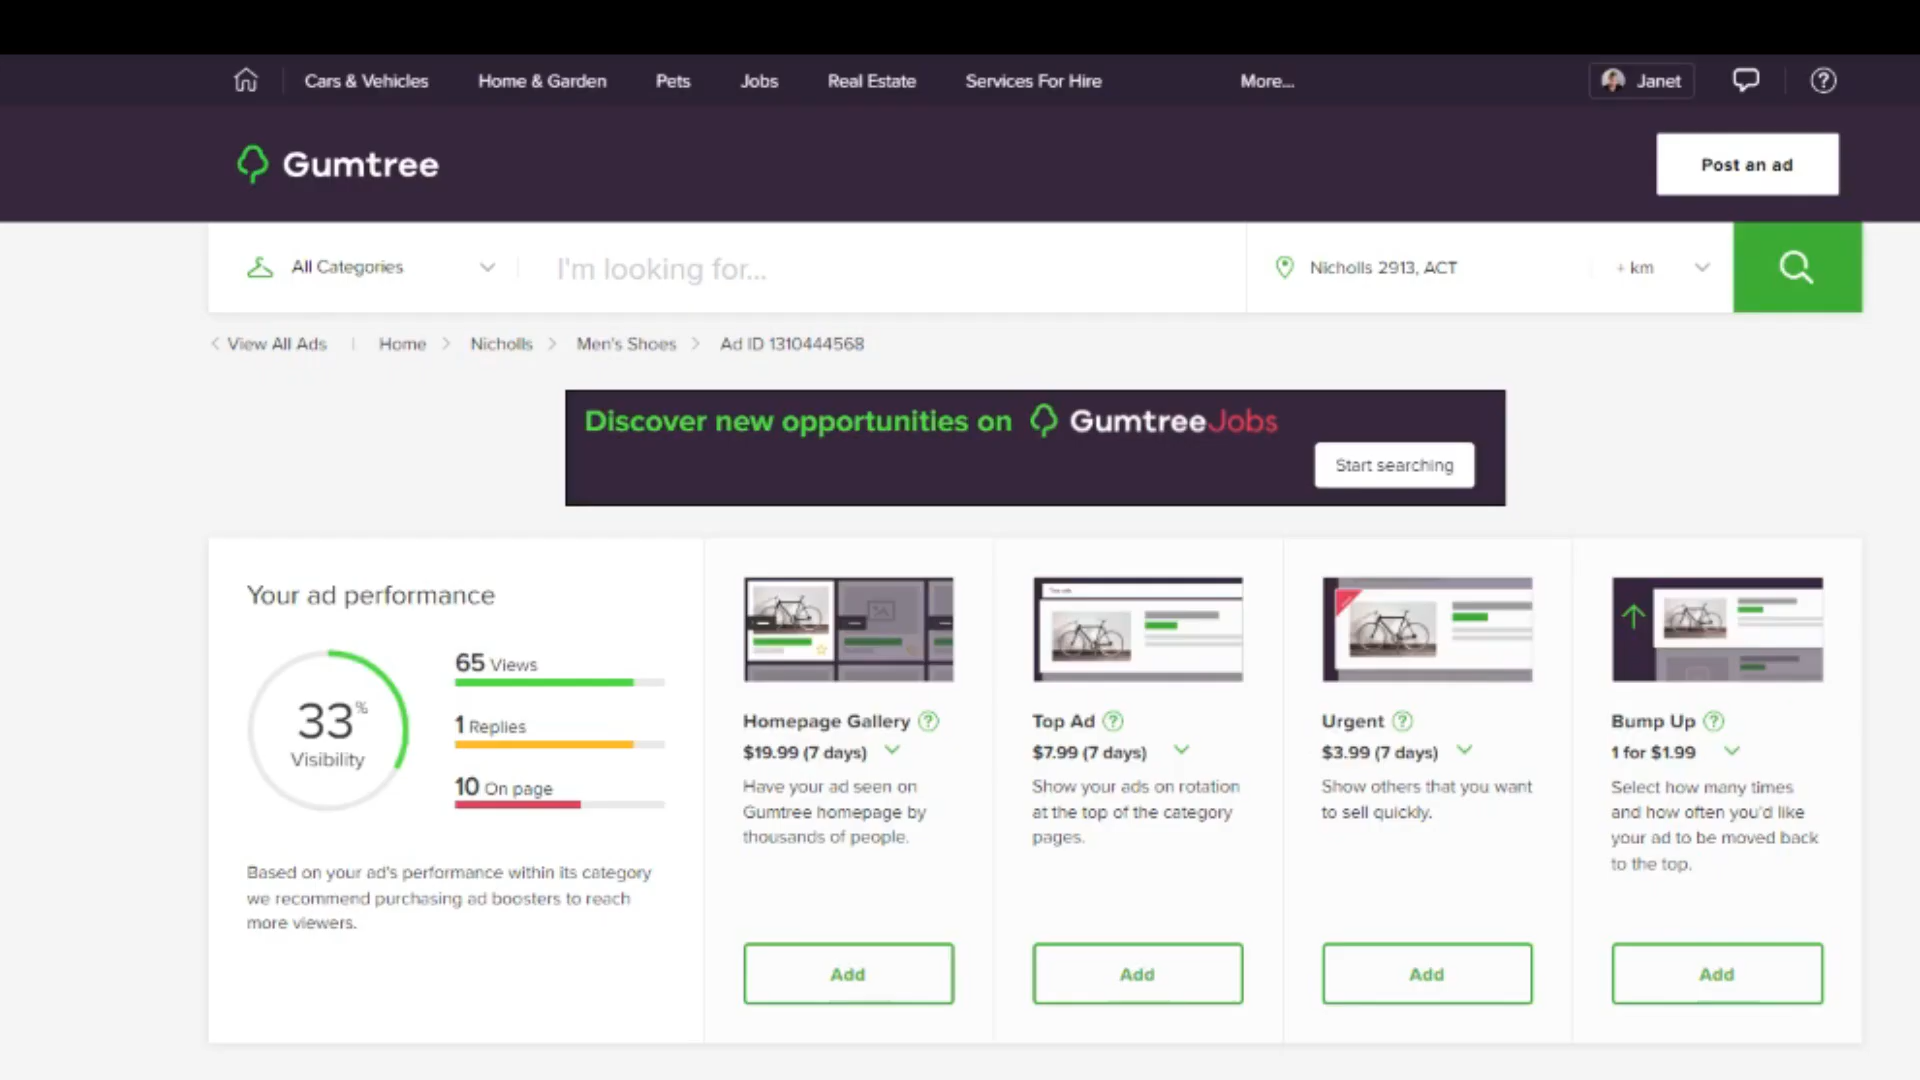 Cars & Vehicles Home & Garden Pets Jobs Real Estate Services For Hire More... Janet
Gumtree
Post an ad
All Categories I'm looking for... Nicholls 2913, ACT + km
View All Ads Home Nicholls Men's Shoes Ad ID 1310444568
Discover new opportunities on GumtreeJobs
Start searching
Your ad performance
33% Visibility
65 Views
1 Replies
10 On page
Based on your ad's performance within its category
we recommend purchasing ad boosters to reach
more viewers.
Homepage Gallery ?
$19.99 (7 days)
Have your ad seen on
Gumtree homepage by
thousands of people.
Add
Top Ad ?
$7.99 (7 days)
Show your ads on rotation
at the top of the category
pages.
Add
Urgent ?
$3.99 (7 days)
Show others that you want
to sell quickly.
Add
Bump Up ?
1 for $1.99
Select how many times
and how often you'd like
your ad to be moved back
to the top.
Add